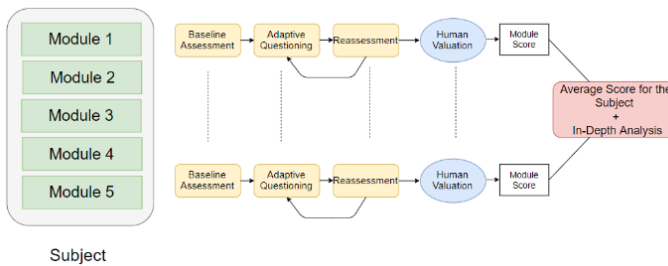 Module 1
Module 2
Module 3
Module 4
Module 5
Subject
Baseline
Assessment
Adaptive
Questioning
Reassessment
Human
Valuation
Module
Score
Baseline
Assessment
Adaptive
Questioning
Reassessment
Human
Valuation
Module
Score
Average Score for the
Subject
+
In-Depth Analysis